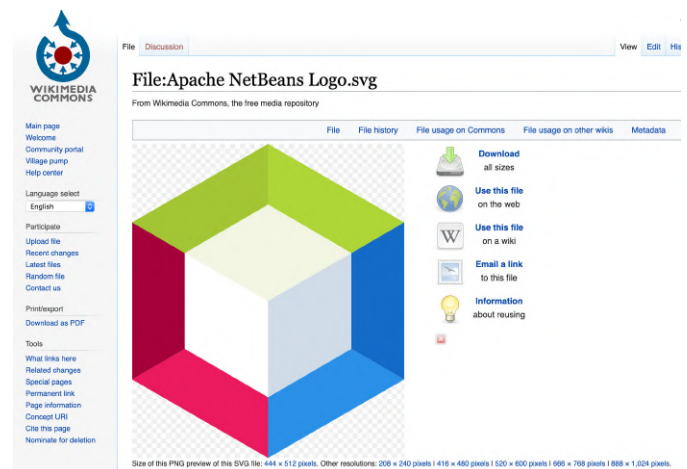 WIKIMEDIA
COMMONS
Main page
Welcome
Community portal
Village pump
Help center
Language select
English
Participate
Upload file
Recent changes
Latest files
Random file
Contact us
Print/export
Download as PDF
Tools
What links here
Related changes
Special pages
Permanent link
Page information
Concept URI
Cite this page
Nominate for deletion
File Discussion View Edit His
File:Apache NetBeans Logo.svg
From Wikimedia Commons, the free media repository
File File history File usage on Commons File usage on other wikis Metadata
Download
all sizes
Use this file
on the web
W
Use this file
on a wiki
Email a link
to this file
Information
about reusing
Size of this PNG preview of this SVG file: 444 × 512 pixels. Other resolutions: 208 × 240 pixels | 416 × 480 pixels | 520 × 600 pixels | 666 × 768 pixels | 888 × 1,024 pixels.